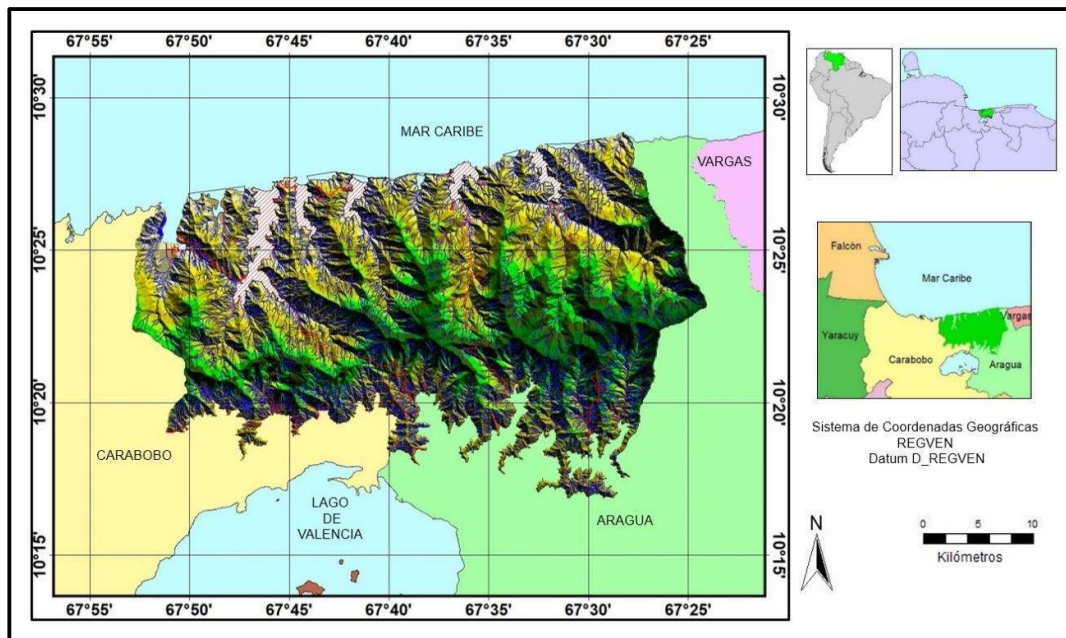 67°55' 67°50' 67°45' 67°40' 67°35' 67°30' 67°25'
10°30' 10°30'
MAR CARIBE
VARGAS
10°25' 10°25'
10°20' 10°20'
CARABOBO
LAGO
DE
VALENCIA
ARAGUA
10°15' 10°15'
67°55' 67°50' 67°45' 67°40' 67°35' 67°30' 67°25'
Falcòn
Mar Caribe
Vargas
Yaracuy
Carabobo
Aragua
Sistema de Coordenadas Geográficas
REGVEN
Datum D_REGVEN
N
0 5 10
Kilómetros